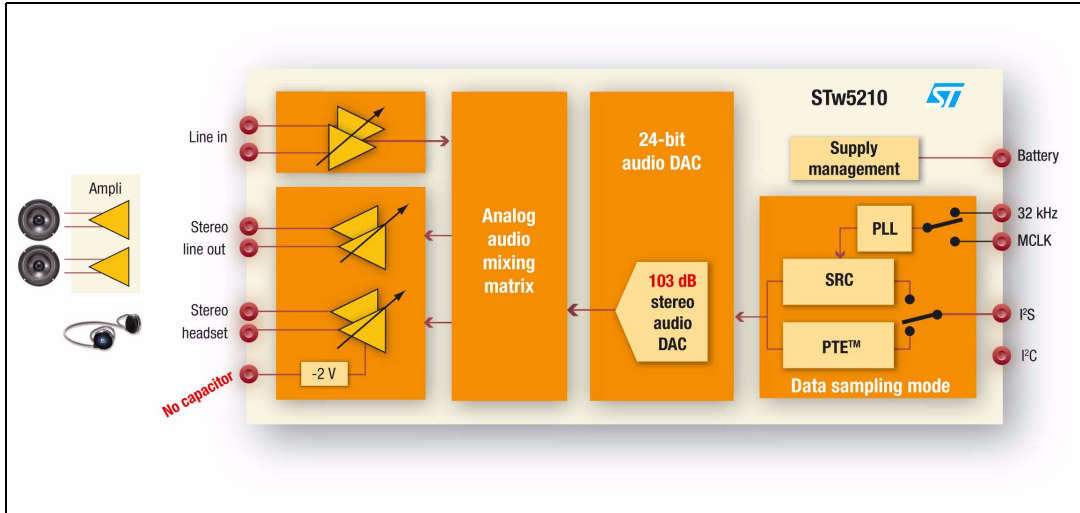 STw5210
ST
Line in
24-bit
audio DAC
Supply
management
Battery
Ampli
Stereo
line out
Analog
audio
mixing
matrix
PLL
32 kHz
MCLK
103 dB
stereo
audio
DAC
SRC
Stereo
headset
PTE™
I²S
I²C
-2 V
No capacitor
Data sampling mode